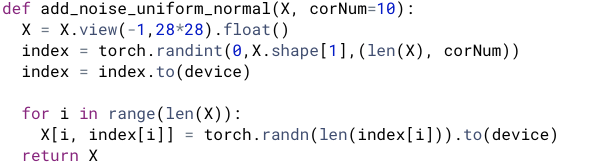 def add_noise_uniform_normal(X, corNum=10):
  X = X.view(-1,28*28).float()
  index = torch.randint(0,X.shape[1],(len(X), corNum))
  index = index.to(device)

  for i in range(len(X)):
    X[i, index[i]] = torch.randn(len(index[i])).to(device)
  return X